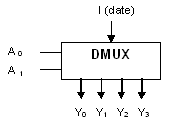 I (date)
A0
DMUX
A1
Y0 Y1 Y2 Y3